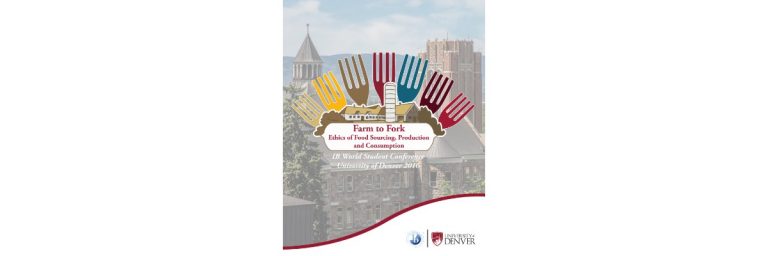 Farm to Fork
Ethics of Food Sourcing, Production
and Consumption
IB World Student Conference
University of Denver 2016
UNIVERSITY of
DENVER